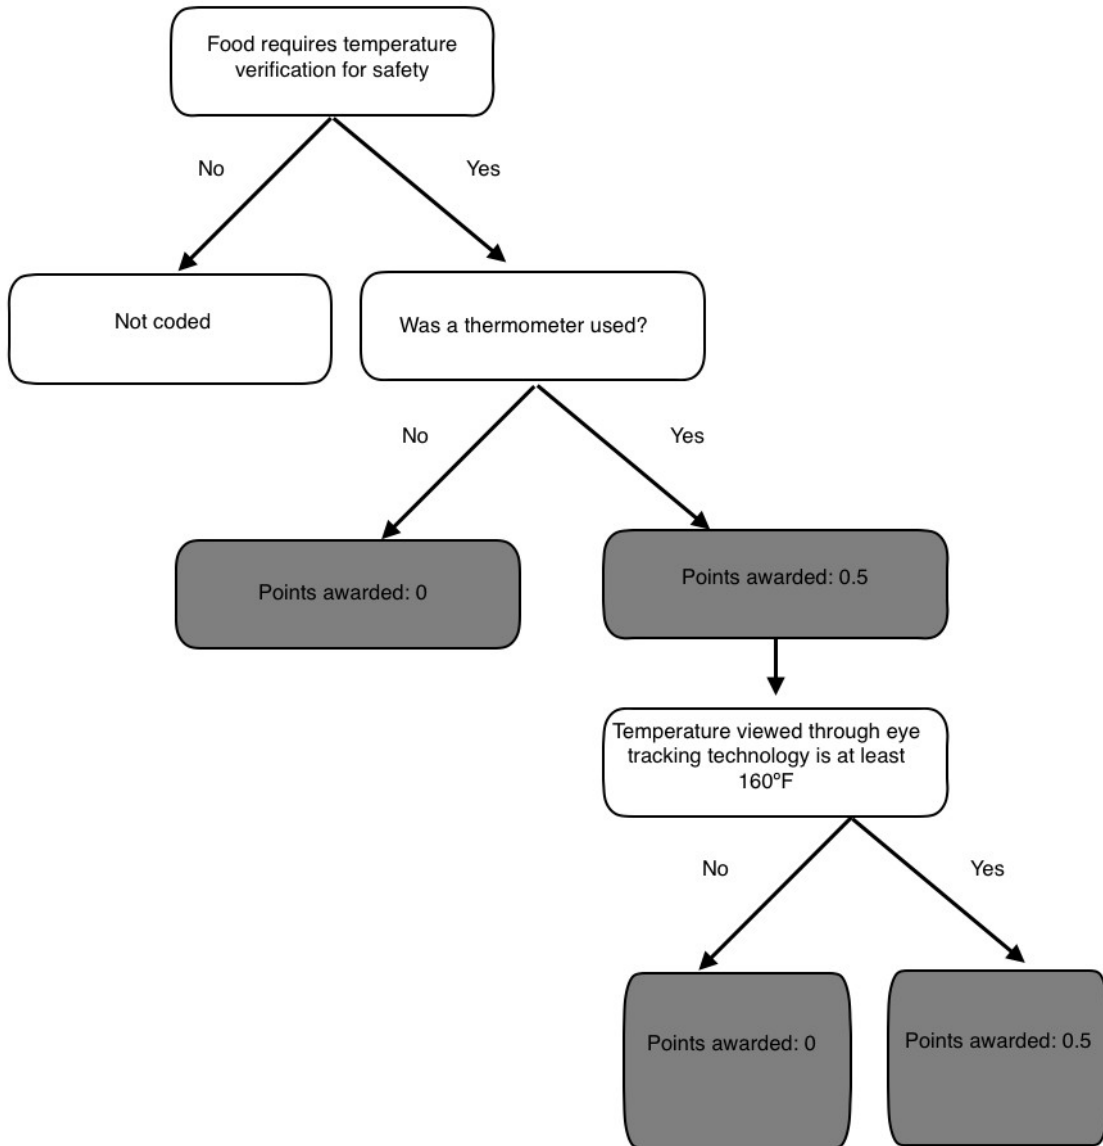 Food requires temperature
verification for safety
No
Yes
Not coded
Was a thermometer used?
No
Yes
Points awarded: 0
Points awarded: 0.5
Temperature viewed through eye
tracking technology is at least
160ºF
No
Yes
Points awarded: 0
Points awarded: 0.5